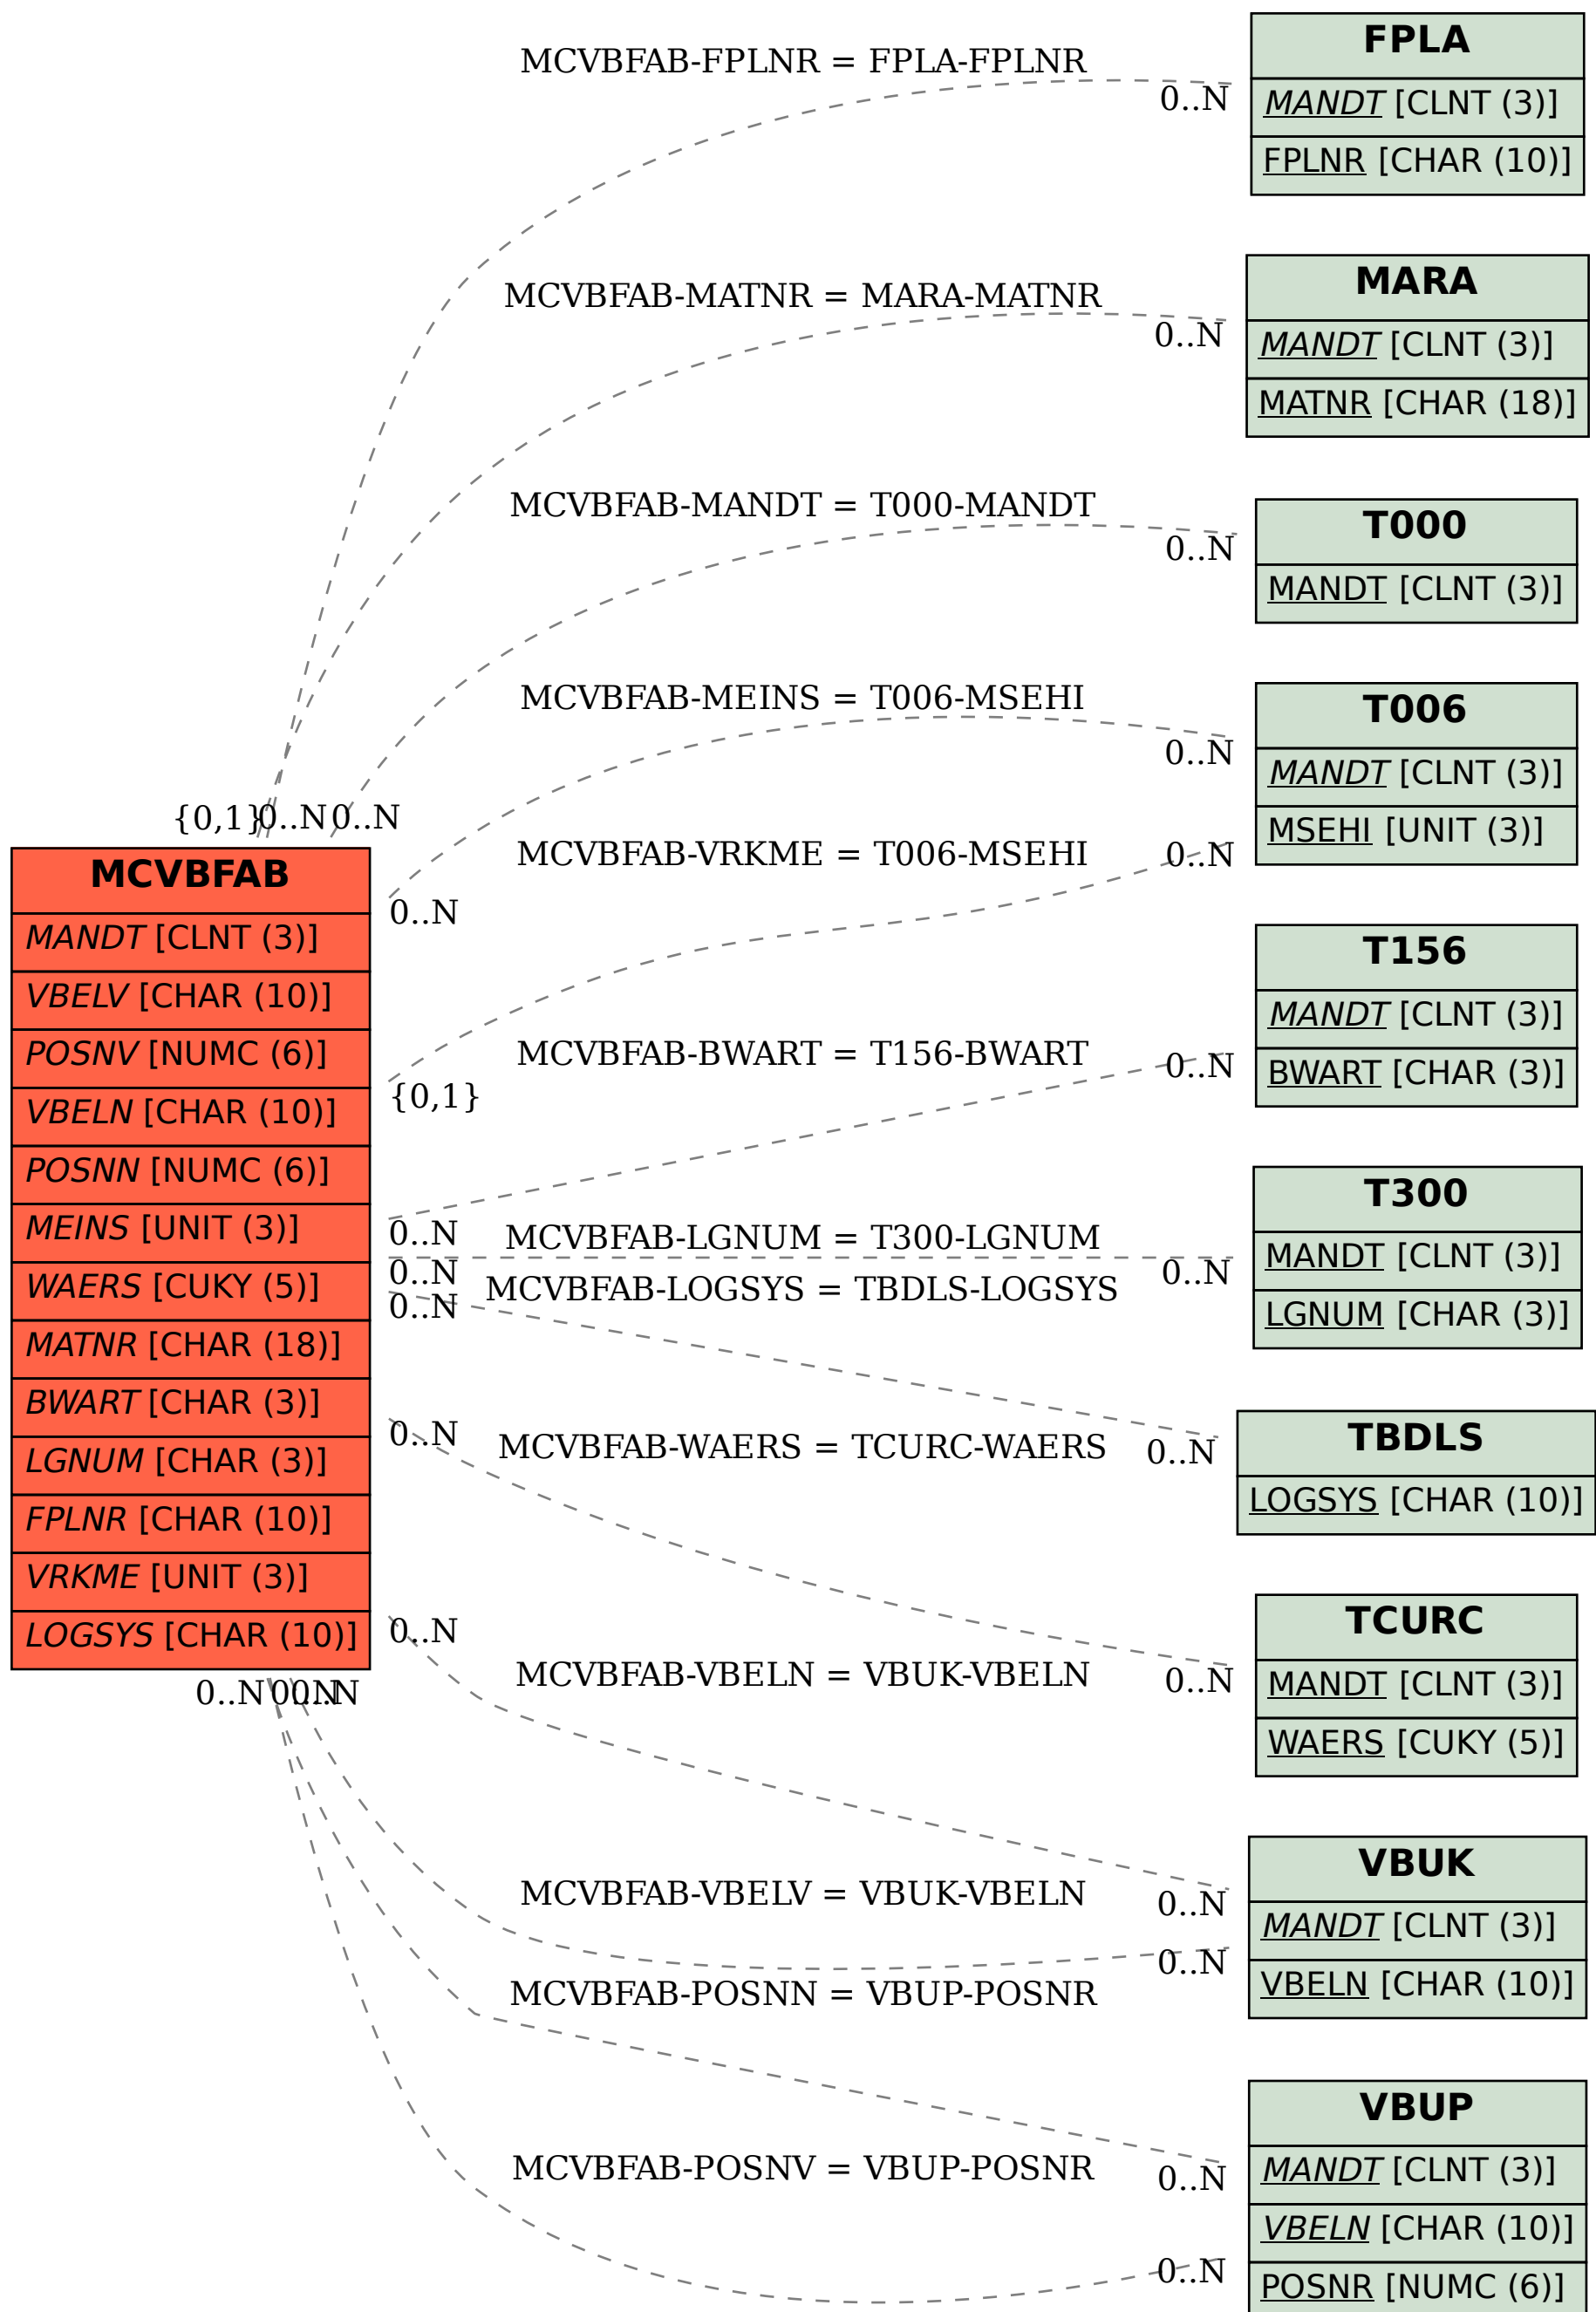 MCVBFAB-FPLNR = FPLA-FPLNR
0..N
FPLA
MANDT [CLNT (3)]
FPLNR [CHAR (10)]
MCVBFAB-MATNR = MARA-MATNR
0..N
MARA
MANDT [CLNT (3)]
MATNR [CHAR (18)]
MCVBFAB-MANDT = T000-MANDT
0..N
T000
MANDT [CLNT (3)]
MCVBFAB-MEINS = T006-MSEHI
0..N
MCVBFAB-VRKME = T006-MSEHI
0..N
T006
MANDT [CLNT (3)]
MSEHI [UNIT (3)]
{0,1}
0..N
0..N
MCVBFAB
MANDT [CLNT (3)]
VBELV [CHAR (10)]
POSNV [NUMC (6)]
VBELN [CHAR (10)]
POSNN [NUMC (6)]
MEINS [UNIT (3)]
WAERS [CUKY (5)]
MATNR [CHAR (18)]
BWART [CHAR (3)]
LGNUM [CHAR (3)]
FPLNR [CHAR (10)]
VRKME [UNIT (3)]
LOGSYS [CHAR (10)]
0..N
{0,1}
0..N
0..N
0..N
0..N
0..N
0..N
0..N
0..N
MCVBFAB-BWART = T156-BWART
0..N
T156
MANDT [CLNT (3)]
BWART [CHAR (3)]
MCVBFAB-LGNUM = T300-LGNUM
0..N
T300
MANDT [CLNT (3)]
LGNUM [CHAR (3)]
MCVBFAB-LOGSYS = TBDLS-LOGSYS
0..N
TBDLS
LOGSYS [CHAR (10)]
MCVBFAB-WAERS = TCURC-WAERS
0..N
TCURC
MANDT [CLNT (3)]
WAERS [CUKY (5)]
MCVBFAB-VBELN = VBUK-VBELN
0..N
MCVBFAB-VBELV = VBUK-VBELN
0..N
VBUK
MANDT [CLNT (3)]
VBELN [CHAR (10)]
MCVBFAB-POSNN = VBUP-POSNR
0..N
MCVBFAB-POSNV = VBUP-POSNR
0..N
VBUP
MANDT [CLNT (3)]
VBELN [CHAR (10)]
POSNR [NUMC (6)]